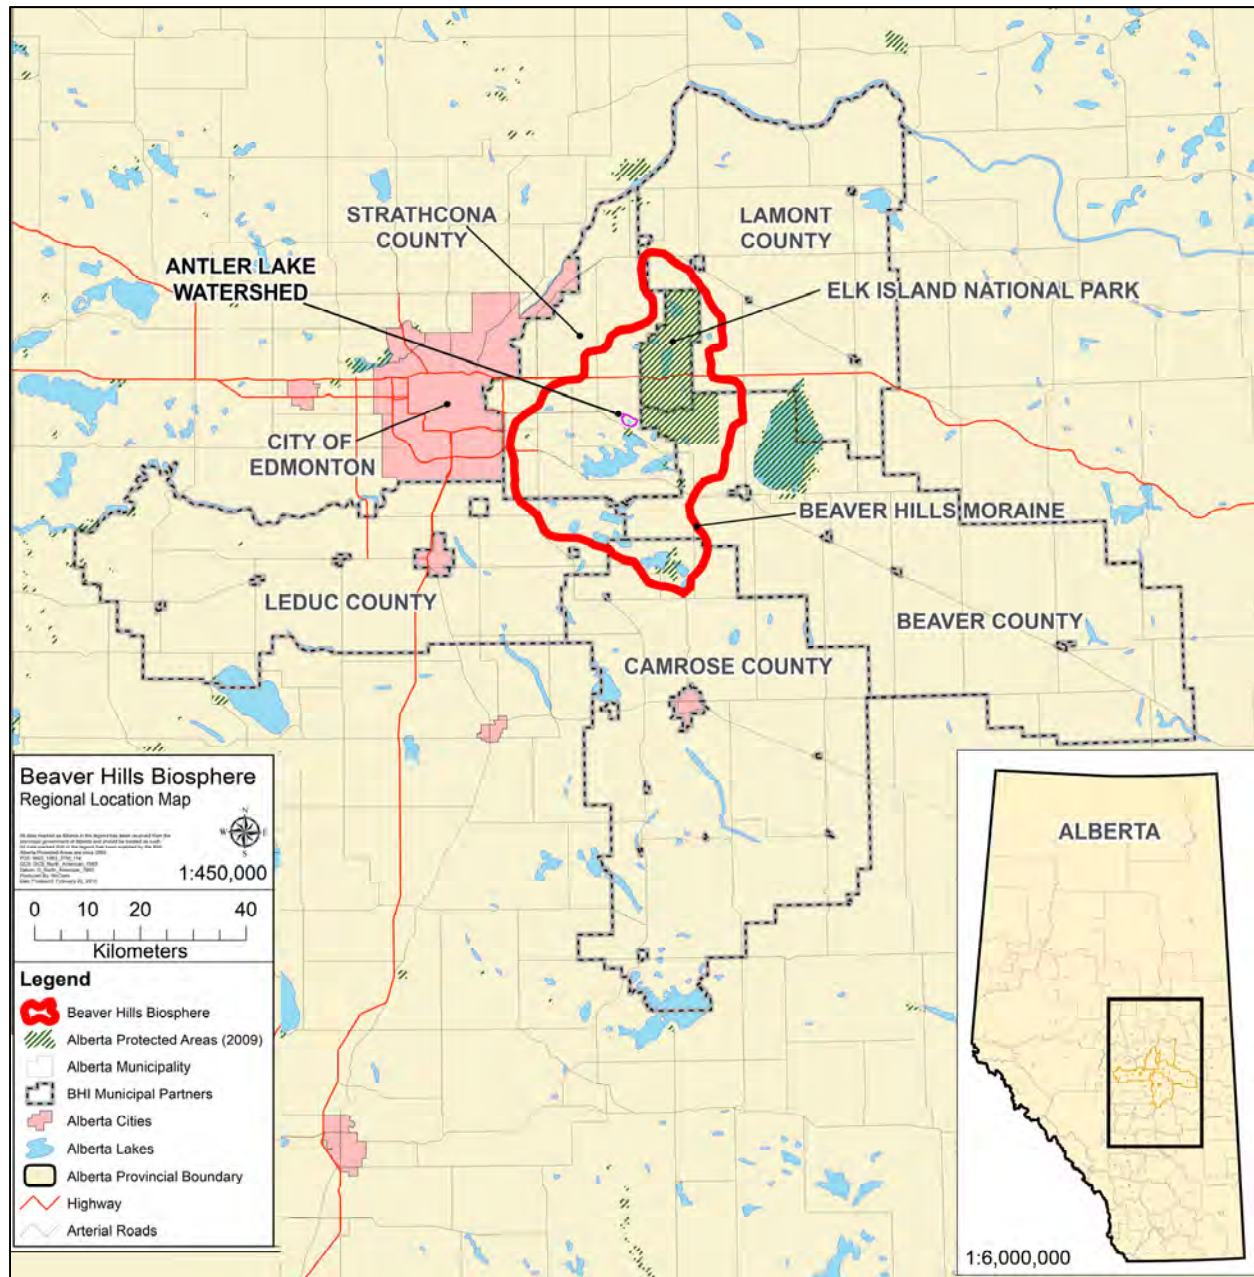 STRATHCONA
COUNTY
LAMONT
COUNTY
ANTLER LAKE
WATERSHED
ELK ISLAND NATIONAL PARK
CITY OF
EDMONTON
BEAVER HILLS MORAINE
LEDUC COUNTY
BEAVER COUNTY
CAMROSE COUNTY
Beaver Hills Biosphere
Regional Location Map
N
W E
S
1:450,000
0 10 20 40
Kilometers
Legend
Beaver Hills Biosphere
Alberta Protected Areas (2009)
Alberta Municipality
BHI Municipal Partners
Alberta Cities
Alberta Lakes
Alberta Provincial Boundary
Highway
Arterial Roads
ALBERTA
1:6,000,000